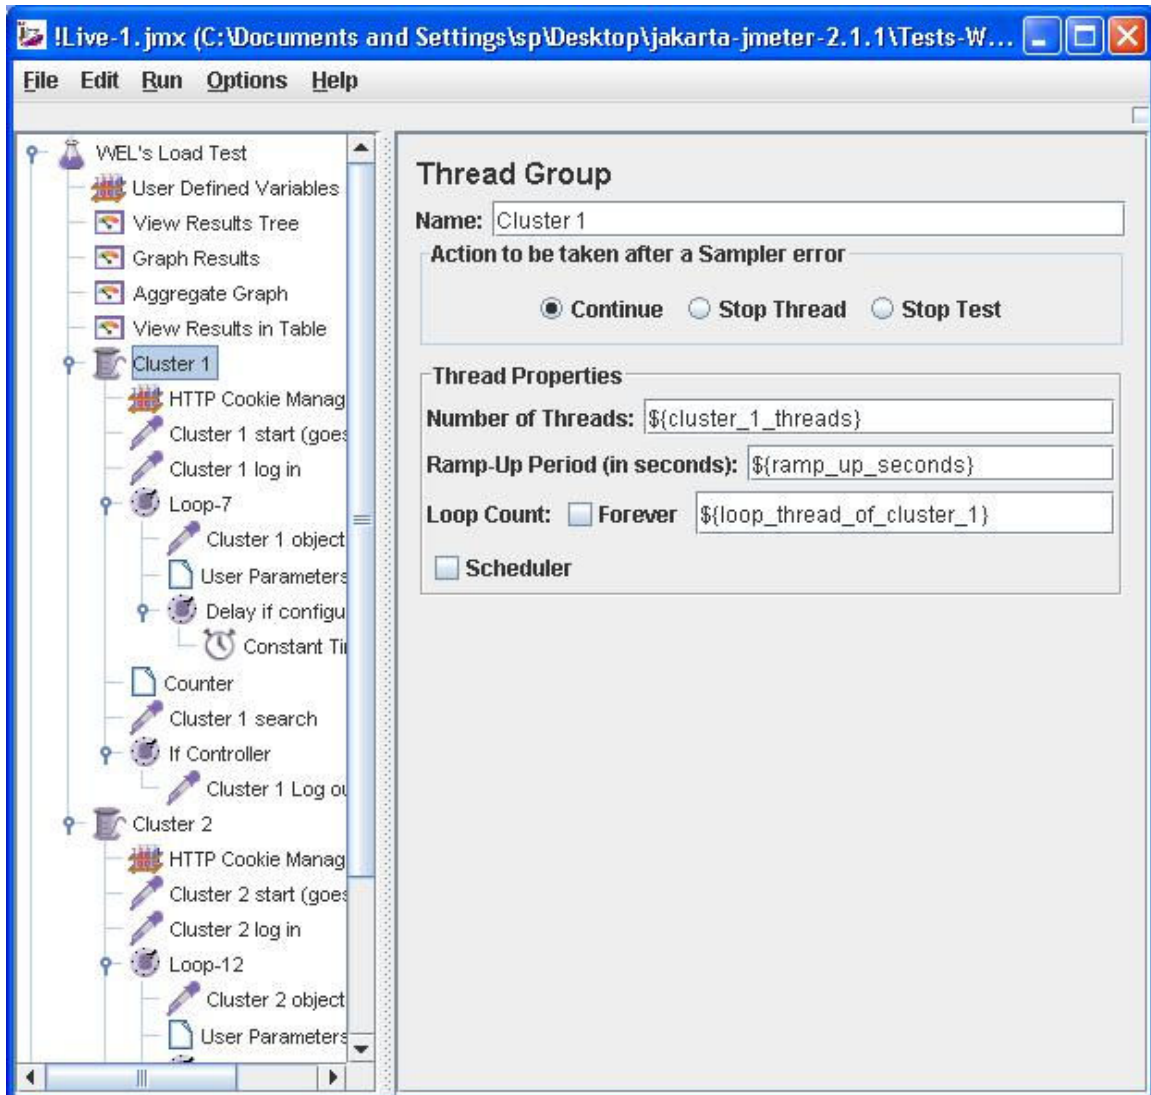 !Live-1.jmx (C:\Documents and Settings\sp\Desktop\jakarta-jmeter-2.1.1\Tests-W...
File Edit Run Options Help
WEL's Load Test
User Defined Variables
View Results Tree
Graph Results
Aggregate Graph
View Results in Table
Cluster 1
HTTP Cookie Manag
Cluster 1 start (goes
Cluster 1 log in
Loop-7
Cluster 1 object
User Parameters
Delay if configu
Constant Ti
Counter
Cluster 1 search
If Controller
Cluster 1 Log ou
Cluster 2
HTTP Cookie Manag
Cluster 2 start (goes
Cluster 2 log in
Loop-12
Cluster 2 object
User Parameters
Thread Group
Name: Cluster 1
Action to be taken after a Sampler error
Continue Stop Thread Stop Test
Thread Properties
Number of Threads: ${cluster_1_threads}
Ramp-Up Period (in seconds): ${ramp_up_seconds}
Loop Count: Forever ${loop_thread_of_cluster_1}
Scheduler